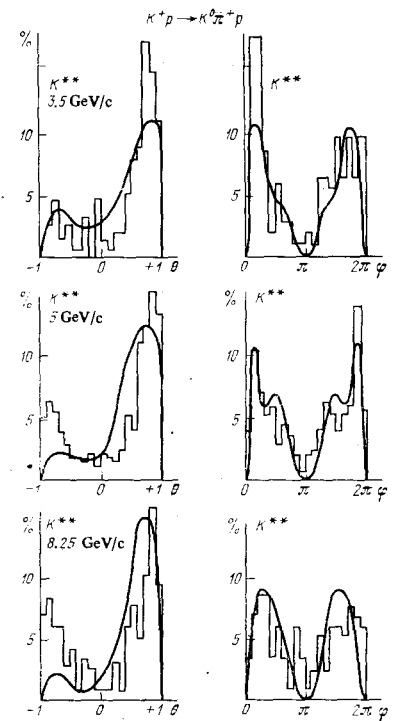 K⁺p → K⁰π̄⁺p
%
K**
3,5 GeV/c
10
5
-1 0 +1 θ
K**
10
5
0 π 2π φ
%
K**
5 GeV/c
10
5
-1 0 +1 θ
%
K**
10
5
0 π 2π φ
%
K**
8.25 GeV/c
10
5
-1 0 +1 θ
%
K**
10
5
0 π 2π φ